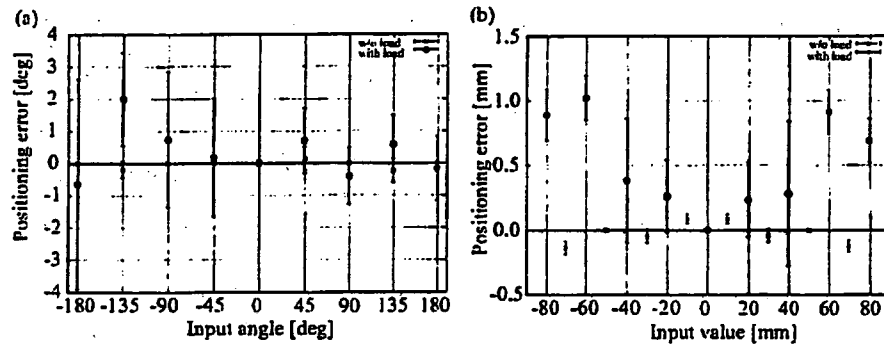 (a)
Positioning error [deg]
4
3
2
1
0
-1
-2
-3
-4
w/o load
with load
-180 -135 -90 -45 0 45 90 135 180
Input angle [deg]
(b)
Positioning error [mm]
1.5
1.0
0.5
0.0
-0.5
w/o load
with load
-80 -60 -40 -20 0 20 40 60 80
Input value [mm]